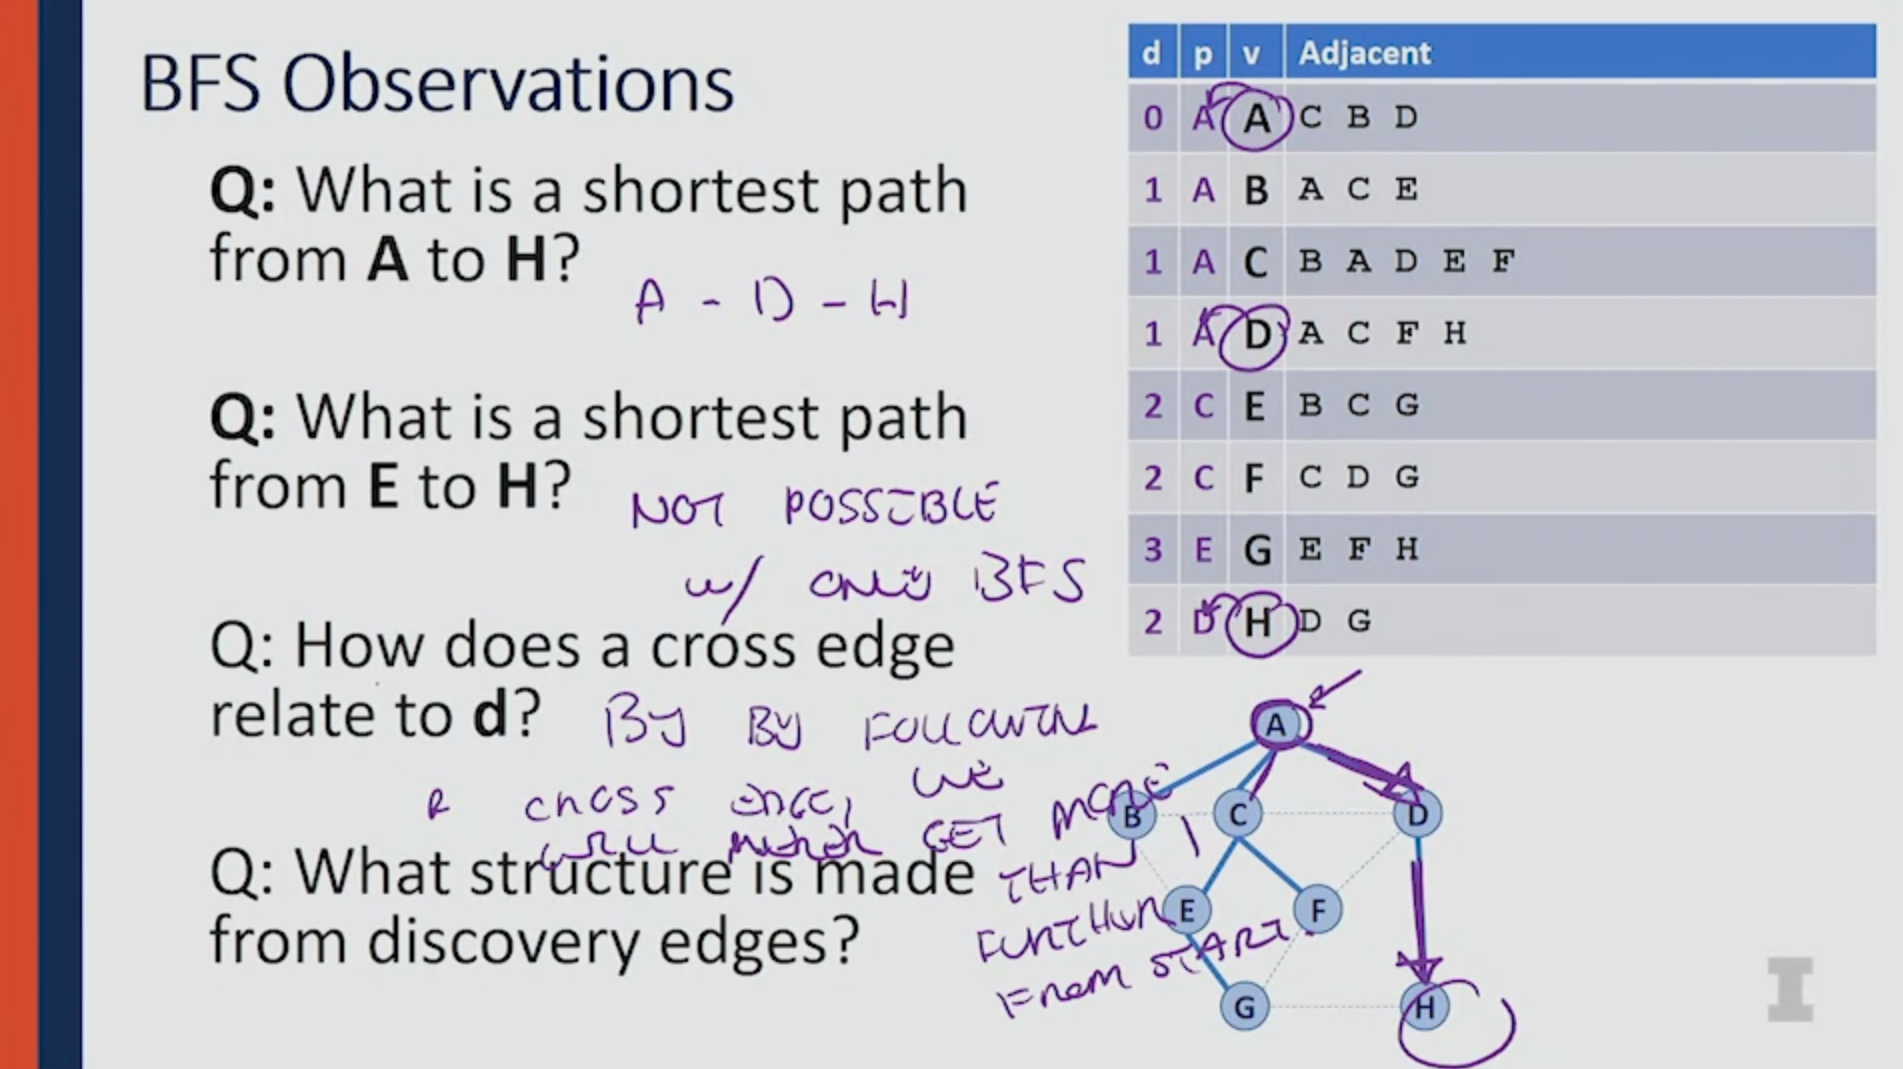 BFS Observations
Q: What is a shortest path
from A to H?
A - D - H
Q: What is a shortest path
from E to H?
NOT POSSIBLE
w/ ONLY BFS
Q: How does a cross edge
relate to d?
By By FOLLOWING
A CROSS EDGE, WE
WILL NEVER GET MORE
THAN 1
FURTHUR
FROM START.
Q: What structure is made
from discovery edges?
d p v Adjacent
0 A A C B D
1 A B A C E
1 A C B A D E F
1 A D A C F H
2 C E B C G
2 C F C D G
3 E G E F H
2 D H D G
A
B C D
E F
G H
I